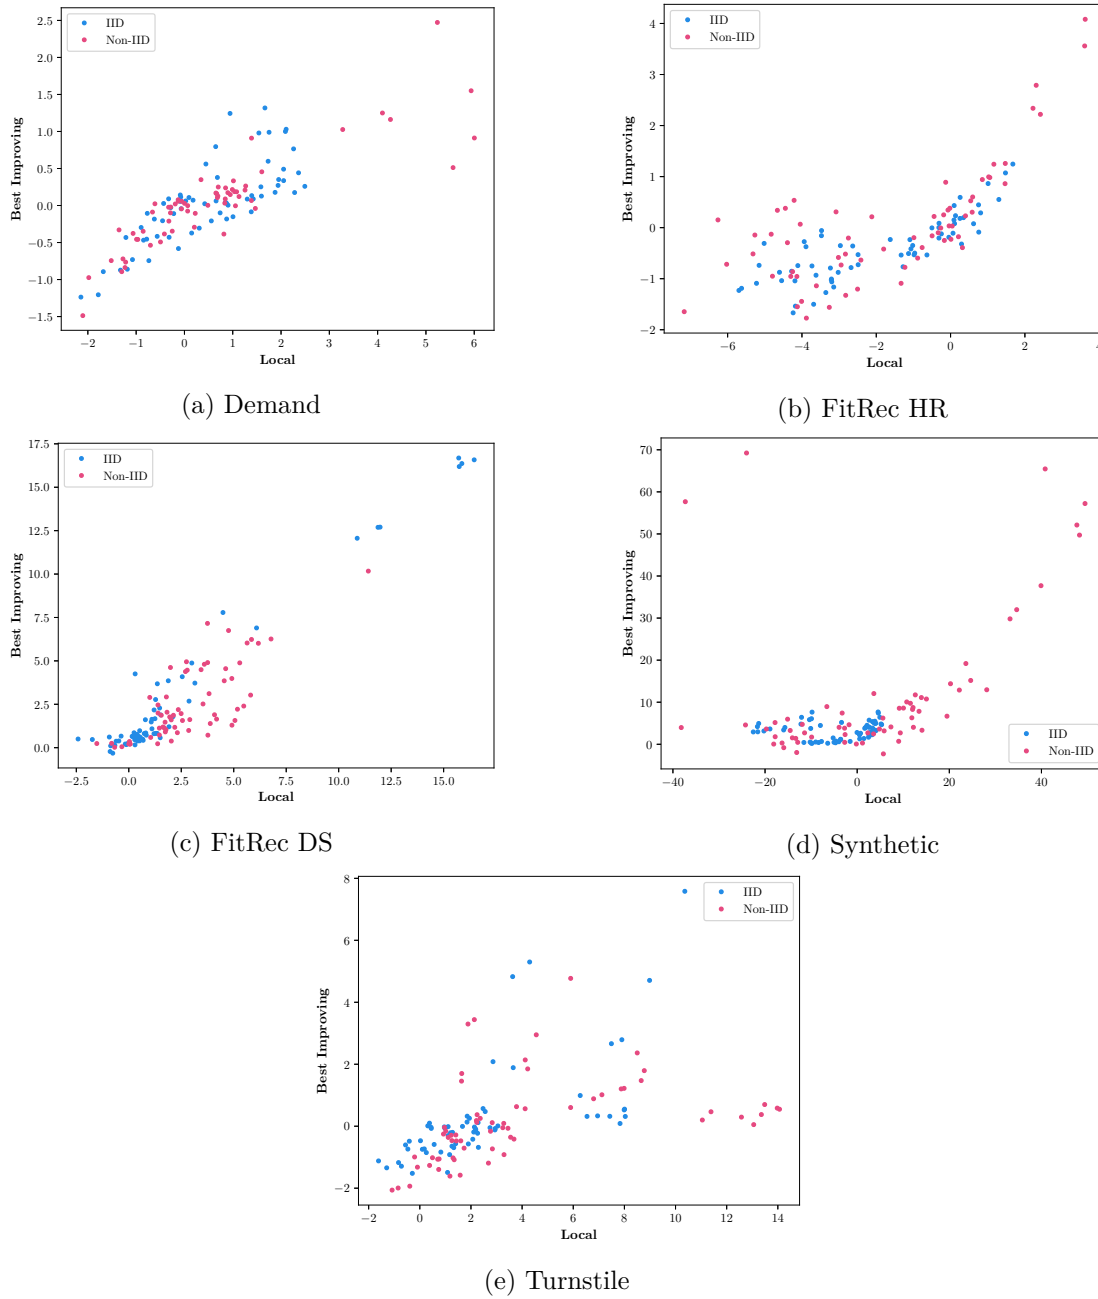 IID
Non-IID
2.5
2.0
1.5
1.0
0.5
0.0
−0.5
−1.0
−1.5
Best Improving
−2 −1 0 1 2 3 4 5 6
Local
(a) Demand
IID
Non-IID
4
3
2
1
0
−1
−2
Best Improving
−6 −4 −2 0 2 4
Local
(b) FitRec HR
IID
Non-IID
17.5
15.0
12.5
10.0
7.5
5.0
2.5
0.0
Best Improving
−2.5 0.0 2.5 5.0 7.5 10.0 12.5 15.0
Local
(c) FitRec DS
70
60
50
40
30
20
10
0
Best Improving
IID
Non-IID
−40 −20 0 20 40
Local
(d) Synthetic
IID
Non-IID
8
6
4
2
0
−2
Best Improving
−2 0 2 4 6 8 10 12 14
Local
(e) Turnstile